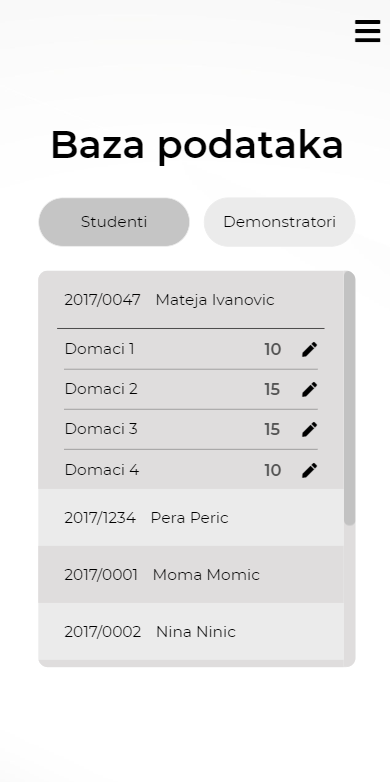 Baza podataka
Studenti Demonstratori
2017/0047 Mateja Ivanovic
Domaci 1 10
Domaci 2 15
Domaci 3 15
Domaci 4 10
2017/1234 Pera Peric
2017/0001 Moma Momic
2017/0002 Nina Ninic